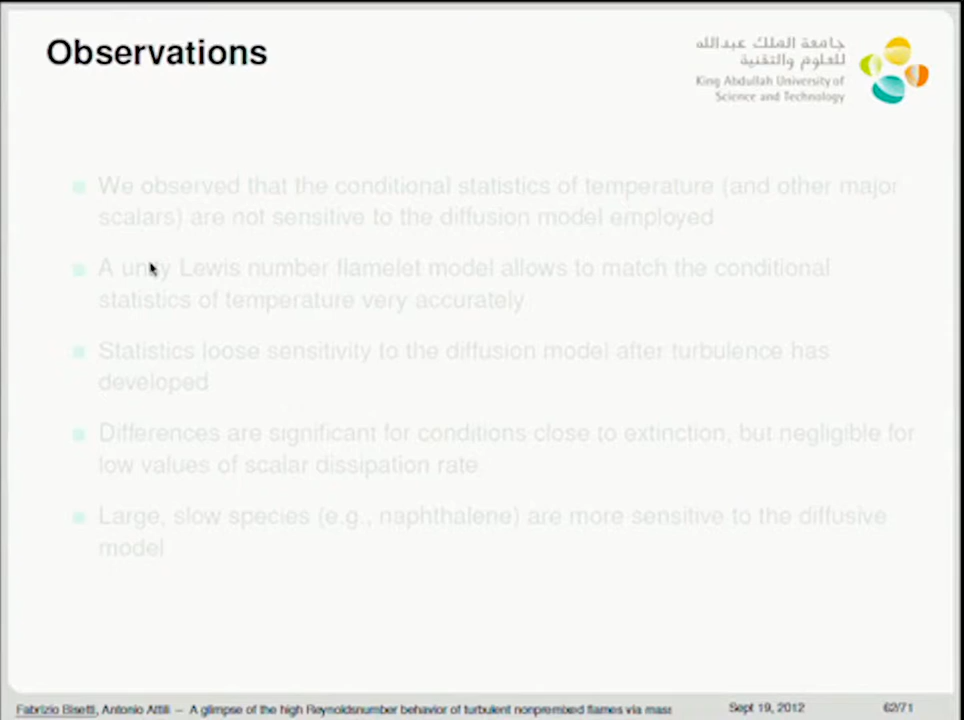 Observations
جامعة الملك عبدالله
للعلوم والتقنية
King Abdullah University of
Science and Technology
We observed that the conditional statistics of temperature (and other major
scalars) are not sensitive to the diffusion model employed
A unity Lewis number flamelet model allows to match the conditional
statistics of temperature very accurately
Statistics loose sensitivity to the diffusion model after turbulence has
developed
Differences are significant for conditions close to extinction, but negligible for
low values of scalar dissipation rate
Large, slow species (e.g., naphthalene) are more sensitive to the diffusive
model
Fabrizio Bisetti, Antonio Attili – A glimpse of the high Reynoldsnumber behavior of turbulent nonpremixed flames via mass
Sept 19, 2012
62/71